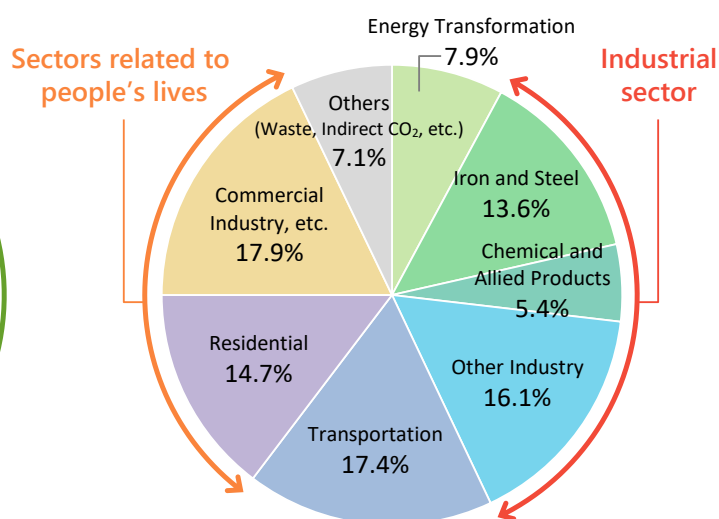 Energy Transformation
7.9%
Sectors related to
people's lives
Industrial
sector
Others
(Waste, Indirect CO₂, etc.)
7.1%
Iron and Steel
13.6%
Commercial
Industry, etc.
17.9%
Chemical and
Allied Products
5.4%
Residential
14.7%
Other Industry
16.1%
Transportation
17.4%